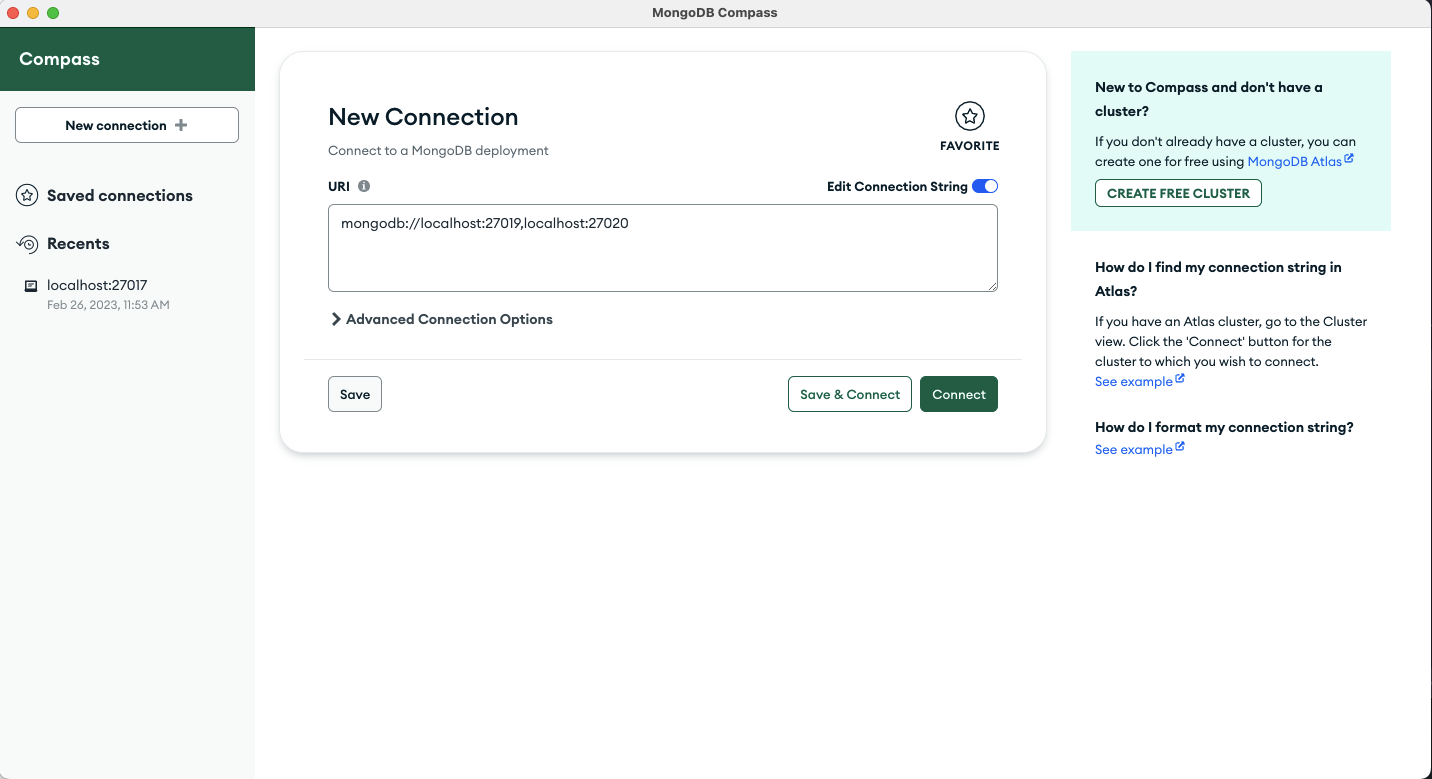 MongoDB Compass
Compass
New connection
Saved connections
Recents
localhost:27017
Feb 26, 2023, 11:53 AM
New Connection
Connect to a MongoDB deployment
FAVORITE
URI
Edit Connection String
mongodb://localhost:27019,localhost:27020
Advanced Connection Options
Save
Save & Connect
Connect
New to Compass and don't have a
cluster?
If you don't already have a cluster, you can
create one for free using MongoDB Atlas
CREATE FREE CLUSTER
How do I find my connection string in
Atlas?
If you have an Atlas cluster, go to the Cluster
view. Click the 'Connect' button for the
cluster to which you wish to connect.
See example
How do I format my connection string?
See example